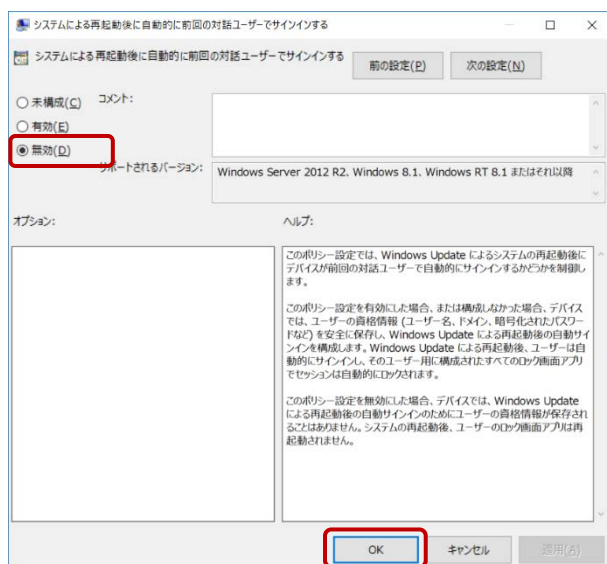 システムによる再起動後に自動的に前回の対話ユーザーでサインインする
システムによる再起動後に自動的に前回の対話ユーザーでサインインする
前の設定(P)
次の設定(N)
未構成(C)
コメント:
有効(E)
無効(D)
サポートされるバージョン:
Windows Server 2012 R2、Windows 8.1、Windows RT 8.1 またはそれ以降
オプション:
ヘルプ:
このポリシー設定では、Windows Update によるシステムの再起動後に
デバイスが前回の対話ユーザーで自動的にサインインするかどうかを制御し
ます。
このポリシー設定を有効にした場合、または構成しなかった場合、デバイス
では、ユーザーの資格情報 (ユーザー名、ドメイン、暗号化されたパスワー
ドなど) を安全に保存し、Windows Update による再起動後の自動サイ
ンインを構成します。Windows Update による再起動後、ユーザーは自
動的にサインインし、そのユーザー用に構成されたすべてのロック画面アプリ
でセッションは自動的にロックされます。
このポリシー設定を無効にした場合、デバイスでは、Windows Update
による再起動後の自動サインインのためにユーザーの資格情報が保存され
ることはありません。システムの再起動後、ユーザーのロック画面アプリは再
起動されません。
OK
キャンセル
適用(A)